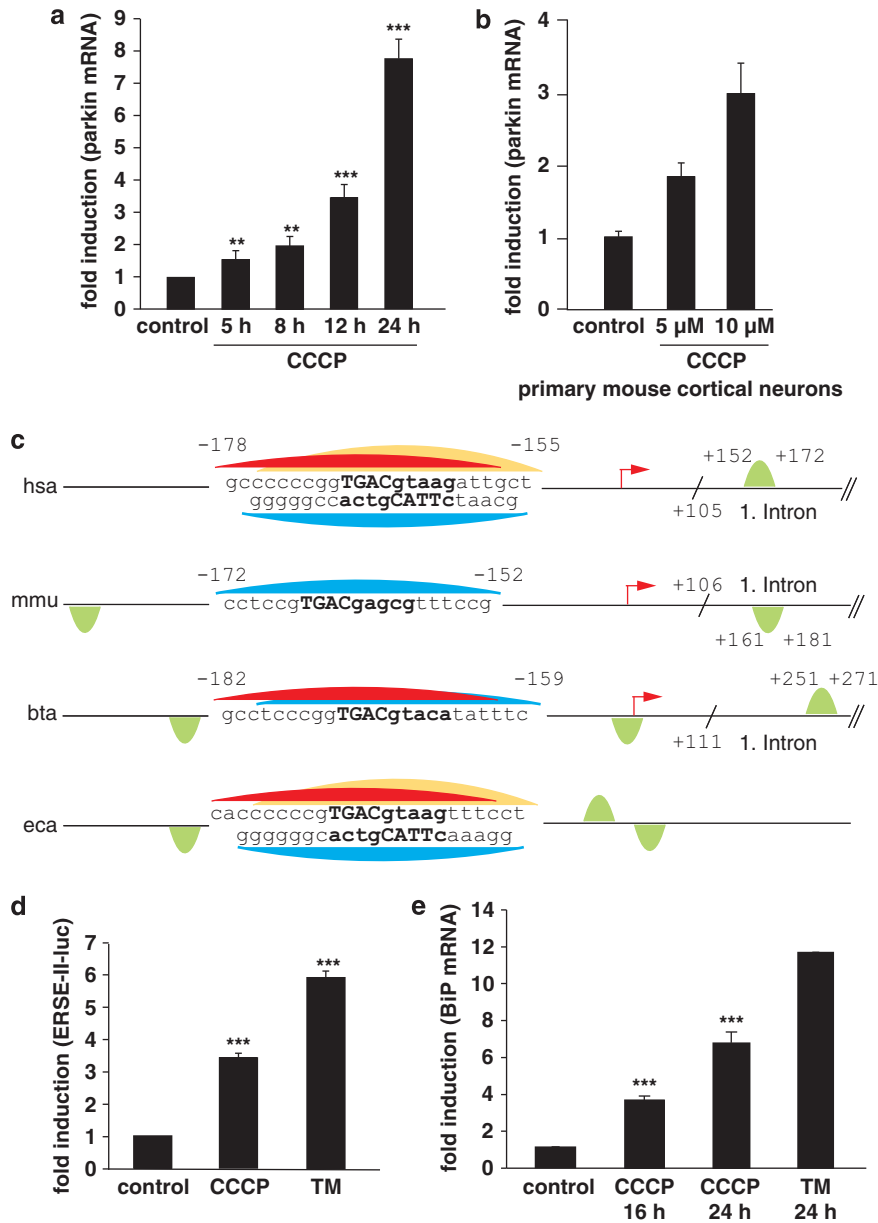 a
fold induction (parkin mRNA)
9
8
7
6
5
4
3
2
1
0
**
**
***
***
control 5 h 8 h 12 h 24 h
CCCP
b
fold induction (parkin mRNA)
4
3
2
1
0
control 5 µM 10 µM
CCCP
primary mouse cortical neurons
c
hsa
-178 -155
gcccccccggTGACgtaagattgct
gggggccactgCATTctaacg
+152 +172
+105 1. Intron
mmu
-172 -152
cctccgTGACgagcgtttccg
+106 1. Intron
+161 +181
bta
-182 -159
gcctcccggTGACgtacatatttc
+251 +271
+111 1. Intron
eca
caccccccgTGACgtaagtttcct
ggggggcactgCATTcaaagg
d
fold induction (ERSE-II-luc)
7
6
5
4
3
2
1
0
***
***
control CCCP TM
e
fold induction (BiP mRNA)
14
12
10
8
6
4
2
0
***
***
control CCCP CCCP TM
16 h 24 h 24 h